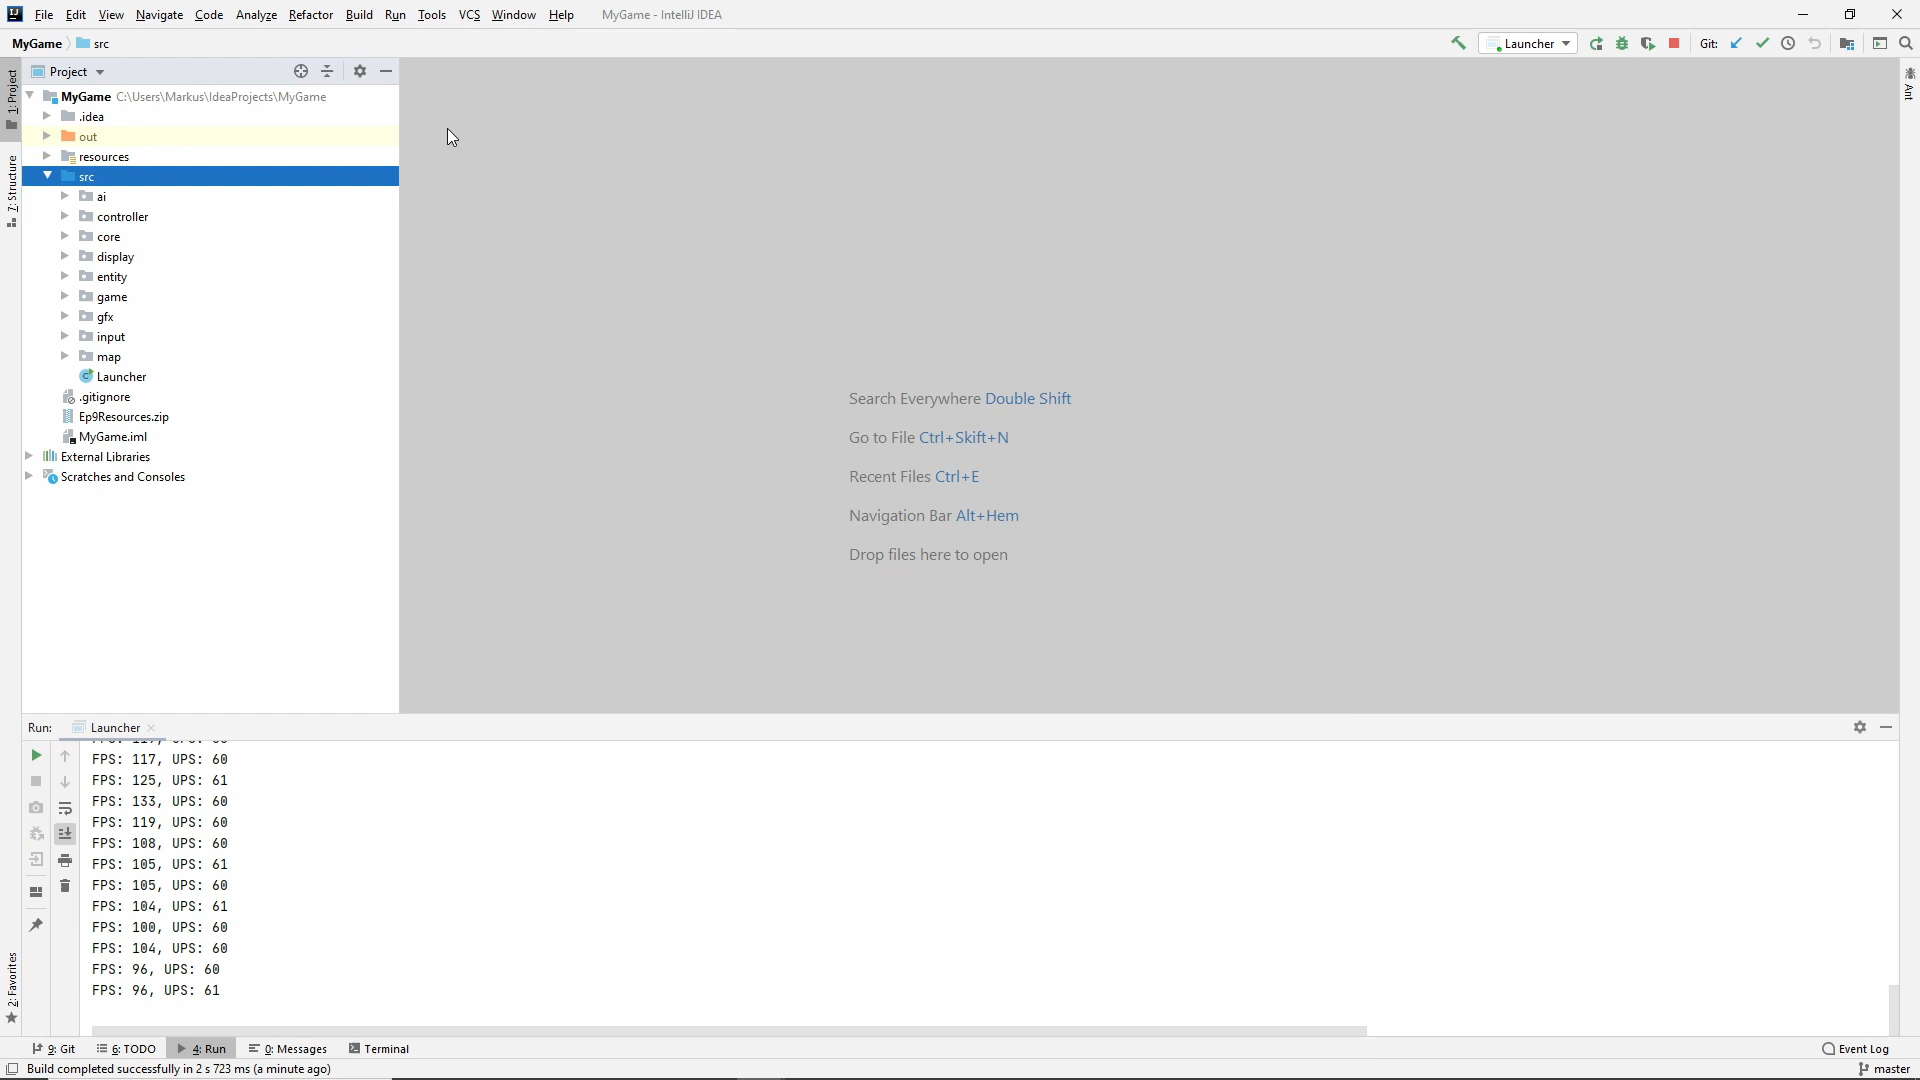 File Edit View Navigate Code Analyze Refactor Build Run Tools VCS Window Help MyGame - IntelliJ IDEA
MyGame src Launcher Git:
1: Project
7: Structure
2: Favorites
Ant
Project
MyGame C:\Users\Markus\IdeaProjects\MyGame
.idea
out
resources
src
ai
controller
core
display
entity
game
gfx
input
map
Launcher
.gitignore
Ep9Resources.zip
MyGame.iml
External Libraries
Scratches and Consoles
Search Everywhere Double Shift
Go to File Ctrl+Skift+N
Recent Files Ctrl+E
Navigation Bar Alt+Hem
Drop files here to open
Run: Launcher
FPS: 117, UPS: 60
FPS: 125, UPS: 61
FPS: 133, UPS: 60
FPS: 119, UPS: 60
FPS: 108, UPS: 60
FPS: 105, UPS: 61
FPS: 105, UPS: 60
FPS: 104, UPS: 61
FPS: 100, UPS: 60
FPS: 104, UPS: 60
FPS: 96, UPS: 60
FPS: 96, UPS: 61
9: Git 6: TODO 4: Run 0: Messages Terminal Event Log
Build completed successfully in 2 s 723 ms (a minute ago) master